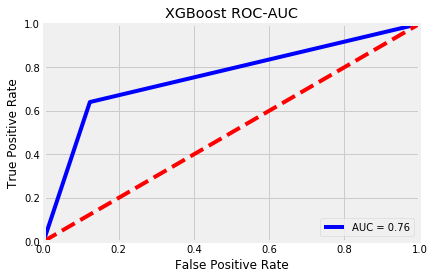 XGBoost ROC-AUC
True Positive Rate
1.0
0.8
0.6
0.4
0.2
0.0
0.0 0.2 0.4 0.6 0.8 1.0
False Positive Rate
AUC = 0.76